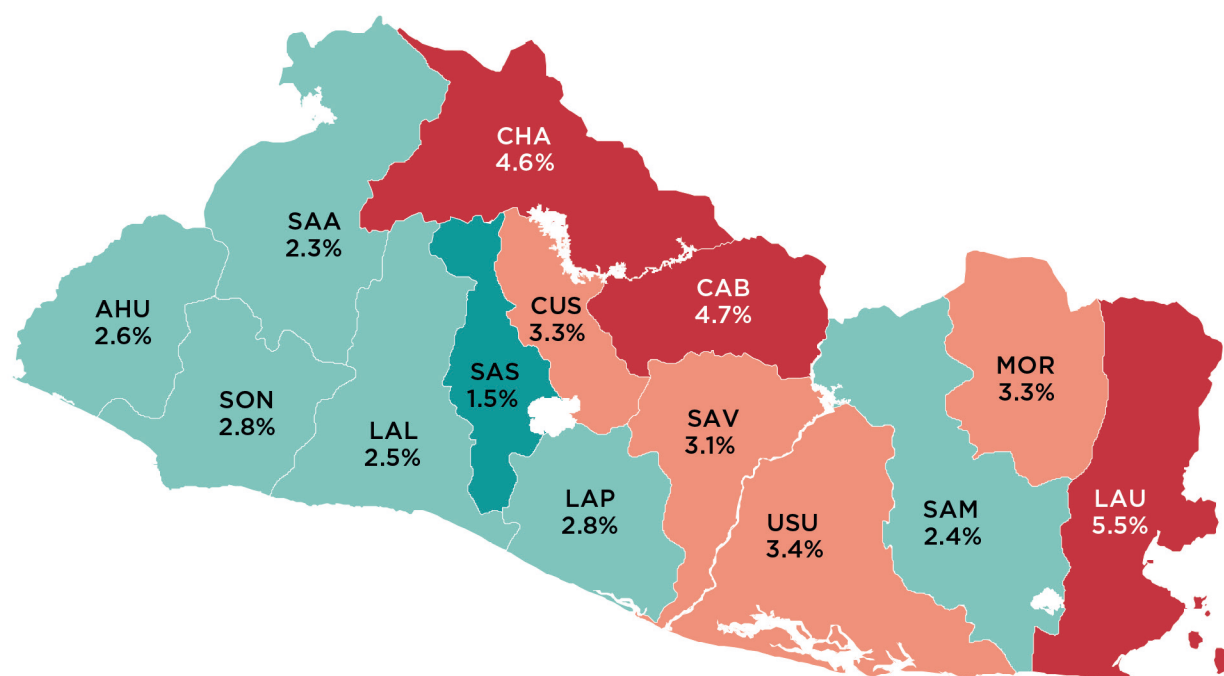 CHA
4.6%
SAA
2.3%
CAB
4.7%
AHU
2.6%
CUS
3.3%
MOR
3.3%
SAS
1.5%
SON
2.8%
LAL
2.5%
SAV
3.1%
LAP
2.8%
USU
3.4%
SAM
2.4%
LAU
5.5%